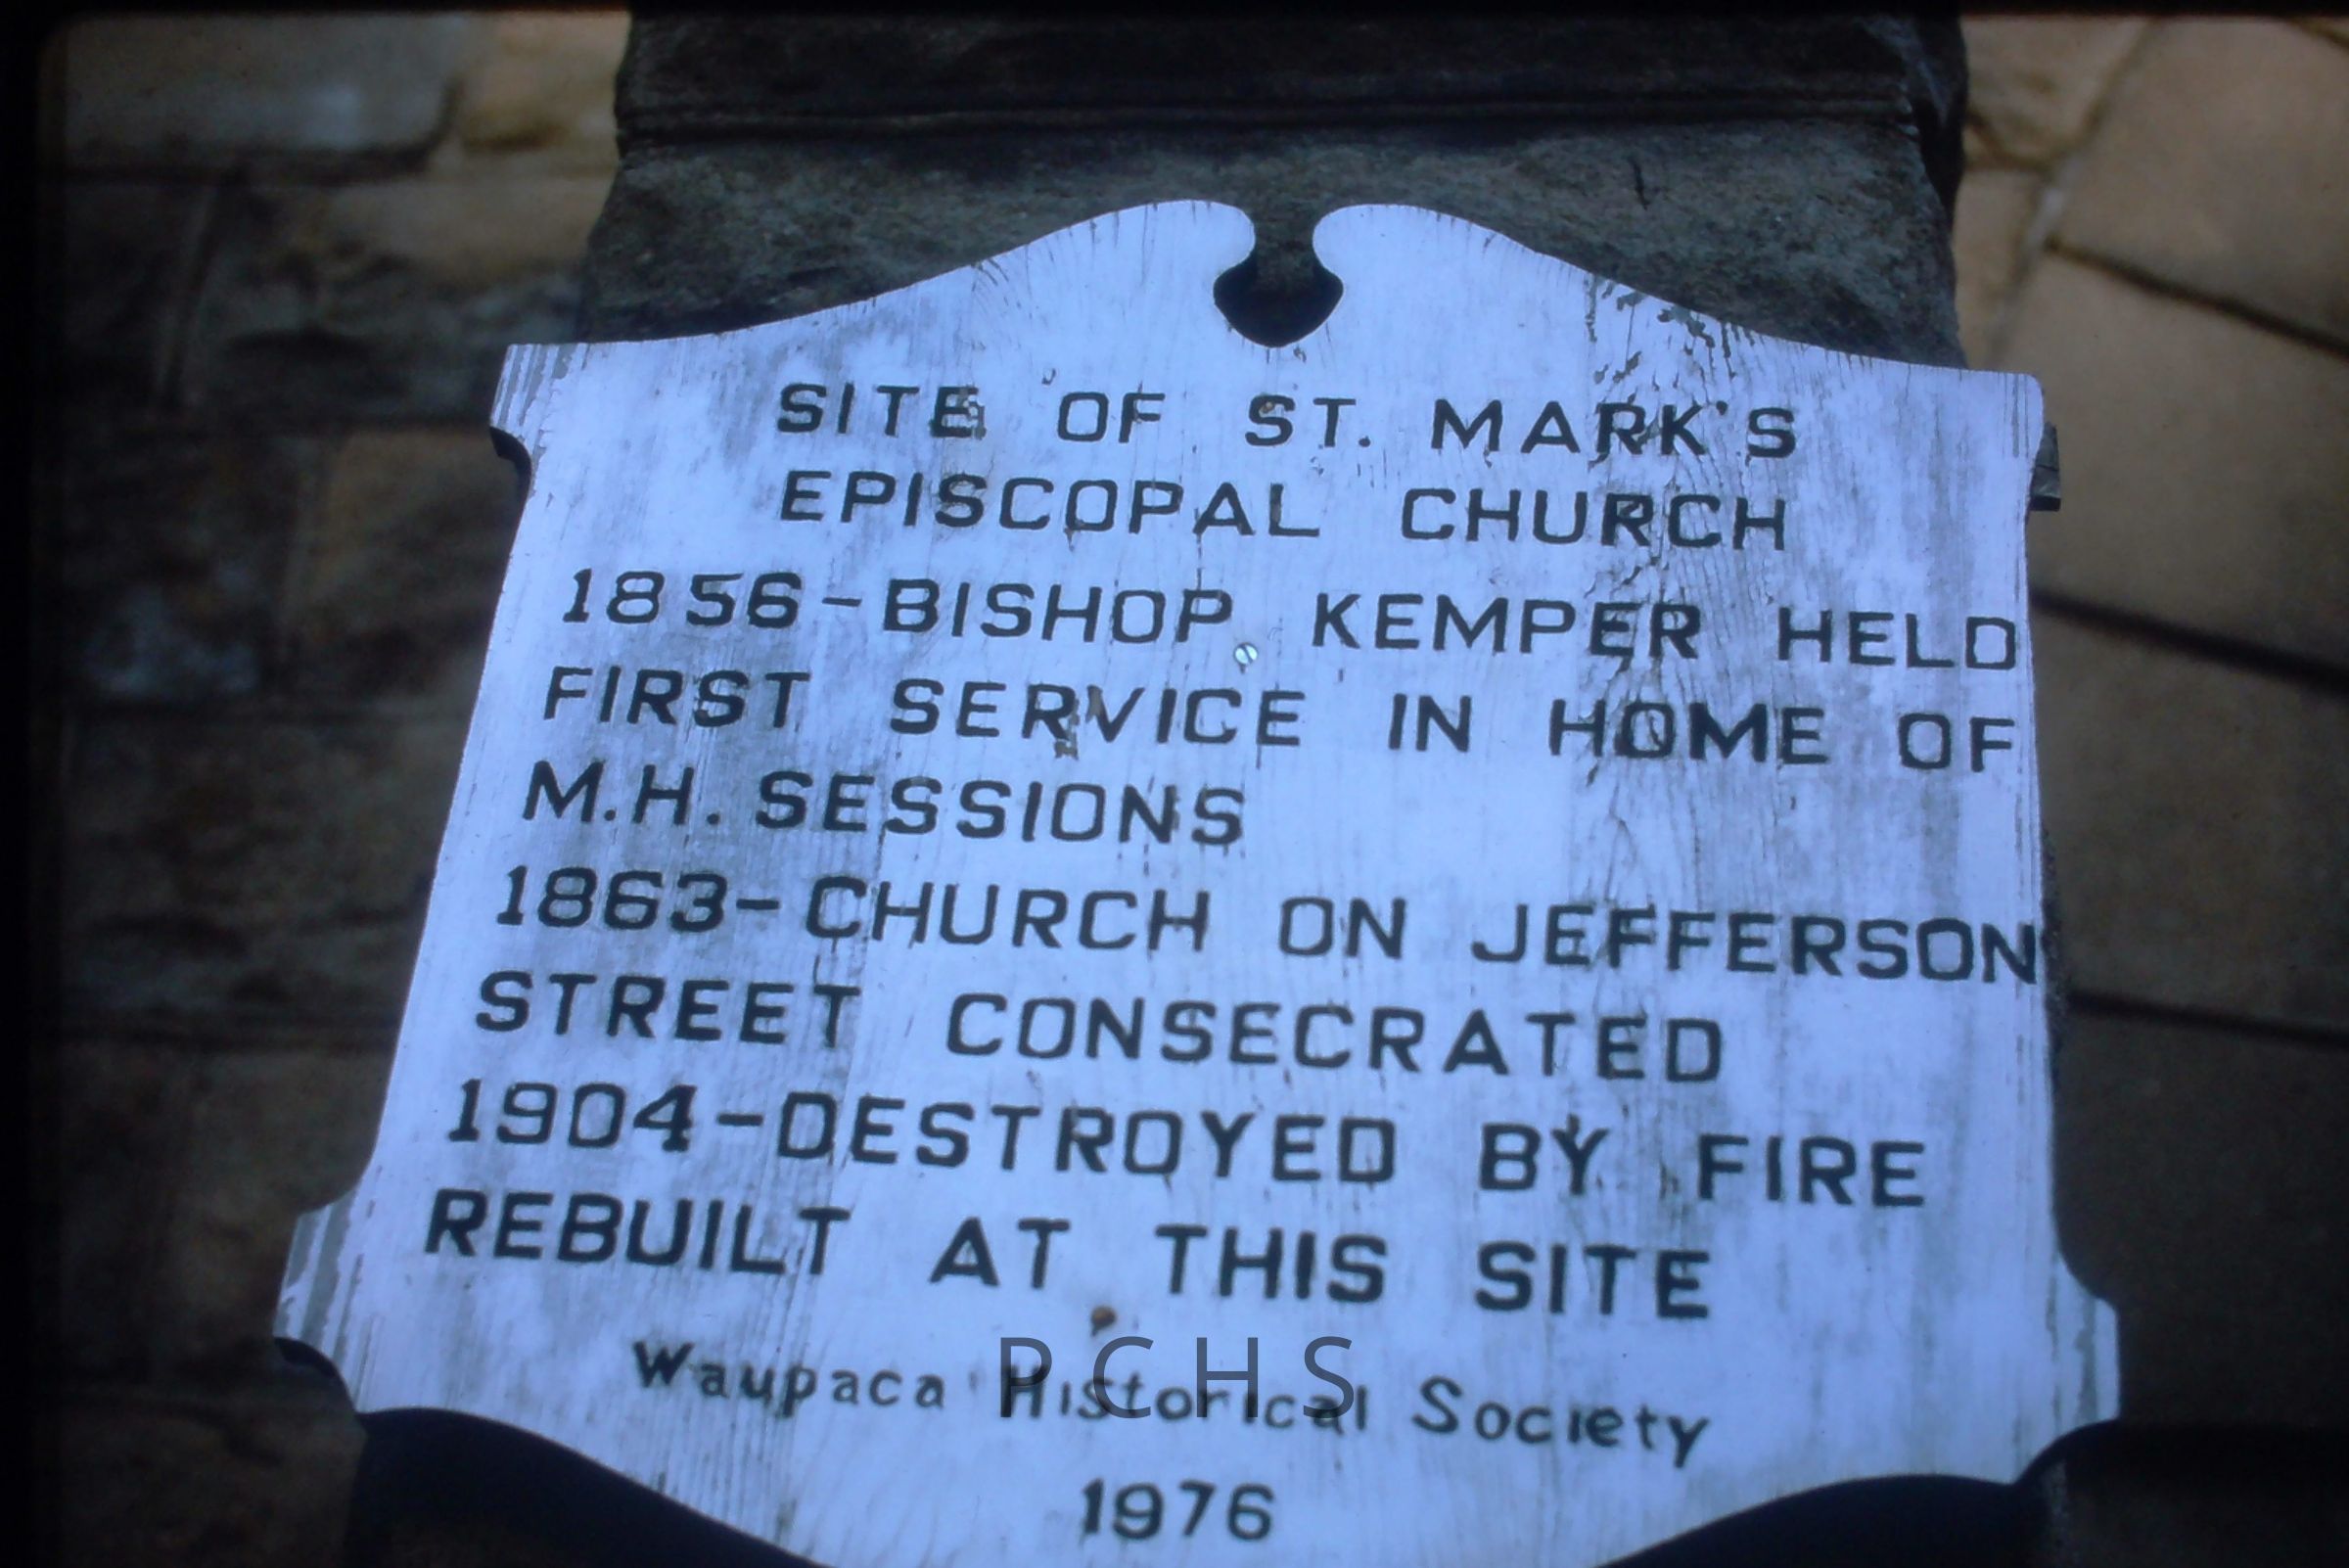 SITE OF ST. MARK'S
EPISCOPAL CHURCH
1856-BISHOP KEMPER HELD
FIRST SERVICE IN HOME OF
M.H. SESSIONS
1863-CHURCH ON JEFFERSON
STREET CONSECRATED
1904-DESTROYED BY FIRE
REBUILT AT THIS SITE
PCHS
Waupaca Historical Society
1976